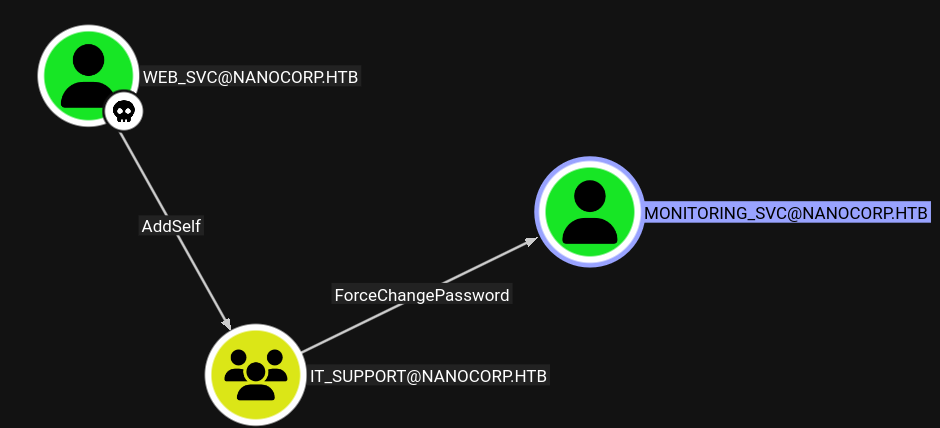 WEB_SVC@NANOCORP.HTB
MONITORING_SVC@NANOCORP.HTB
AddSelf
ForceChangePassword
IT_SUPPORT@NANOCORP.HTB